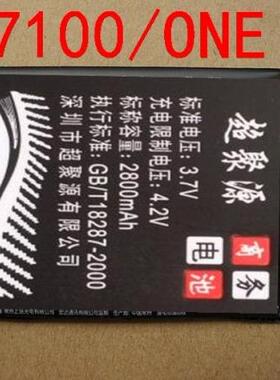 7100/ONE
超聚源
商务电池
标准电压: 3.7V
充电限制电压: 4.2V
标称容量: 2800mAh
执行标准: GB/T18287-2000
深圳市超聚源有限公司